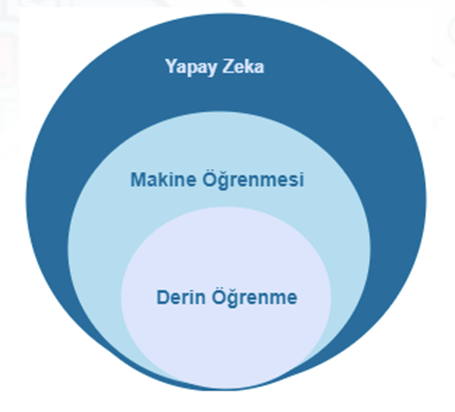 Yapay Zeka
Makine Öğrenmesi
Derin Öğrenme